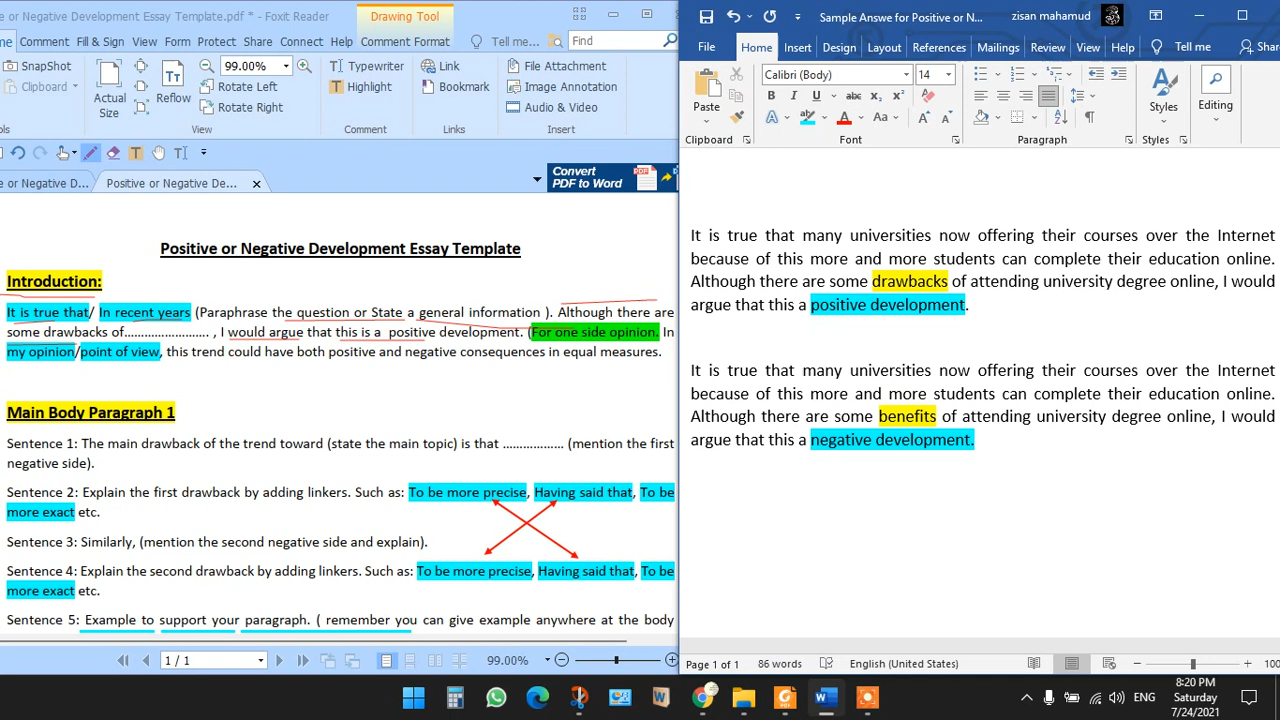 e or Negative Development Essay Template.pdf * - Foxit Reader
Drawing Tool
Comment Fill & Sign View Form Protect Share Connect Help Comment Format Tell me... Find
SnapShot
Clipboard
Actual Size
Reflow
99.00%
Rotate Left
Rotate Right
View
Typewriter
Highlight
Comment
Link
Bookmark
Links
File Attachment
Image Annotation
Audio & Video
Insert
Convert
PDF to Word
e or Negative D...
Positive or Negative De...
Positive or Negative Development Essay Template
Introduction:
It is true that/ In recent years (Paraphrase the question or State a general information ). Although there are
some drawbacks of........................ , I would argue that this is a positive development. (For one side opinion. In
my opinion/point of view, this trend could have both positive and negative consequences in equal measures.
Main Body Paragraph 1
Sentence 1: The main drawback of the trend toward (state the main topic) is that .................. (mention the first
negative side).
Sentence 2: Explain the first drawback by adding linkers. Such as: To be more precise, Having said that, To be
more exact etc.
Sentence 3: Similarly, (mention the second negative side and explain).
Sentence 4: Explain the second drawback by adding linkers. Such as: To be more precise, Having said that, To be
more exact etc.
Sentence 5: Example to support your paragraph. ( remember you can give example anywhere at the body
1 / 1
99.00%
Sample Answe for Positive or N...
zisan mahamud
File Home Insert Design Layout References Mailings Review View Help Tell me Shar
Paste
Clipboard
Calibri (Body)
14
Font
Paragraph
Styles
Styles
Editing
It is true that many universities now offering their courses over the Internet
because of this more and more students can complete their education online.
Although there are some drawbacks of attending university degree online, I would
argue that this a positive development.
It is true that many universities now offering their courses over the Internet
because of this more and more students can complete their education online.
Although there are some benefits of attending university degree online, I would
argue that this a negative development.
Page 1 of 1
86 words
English (United States)
100
ENG
8:20 PM
Saturday
7/24/2021